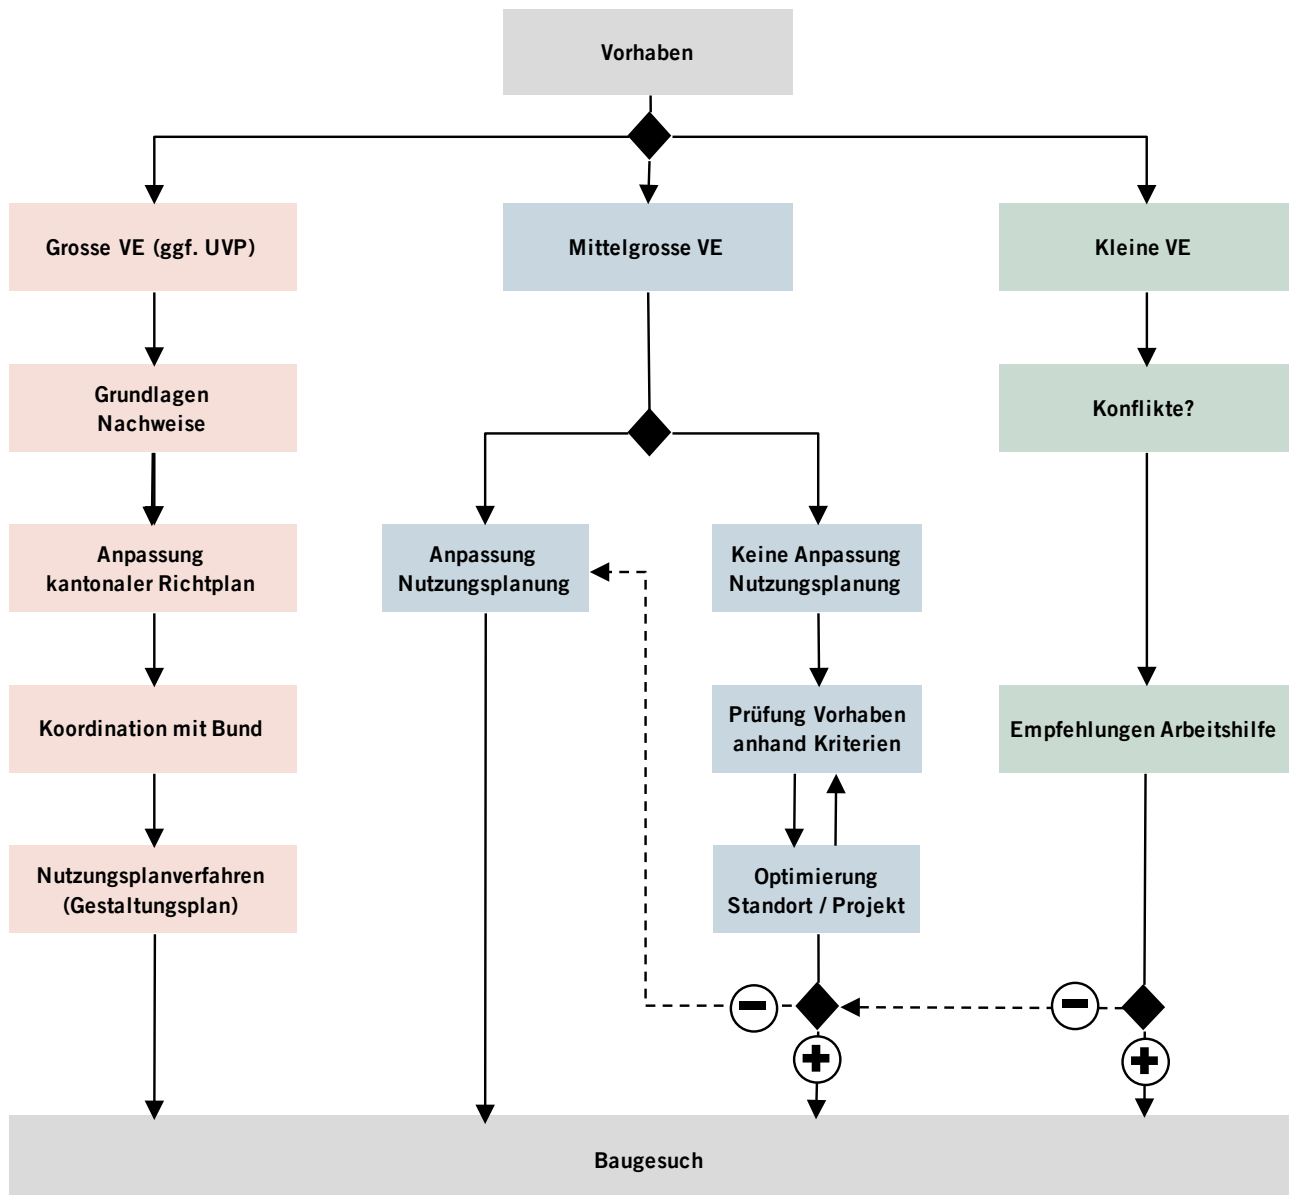 Vorhaben
Grosse VE (ggf. UVP)
Mittelgrosse VE
Kleine VE
Grundlagen
Nachweise
Konflikte?
Anpassung
kantonaler Richtplan
Anpassung
Nutzungsplanung
Keine Anpassung
Nutzungsplanung
Koordination mit Bund
Prüfung Vorhaben
anhand Kriterien
Empfehlungen Arbeitshilfe
Nutzungsplanverfahren
(Gestaltungsplan)
Optimierung
Standort / Projekt
Baugesuch